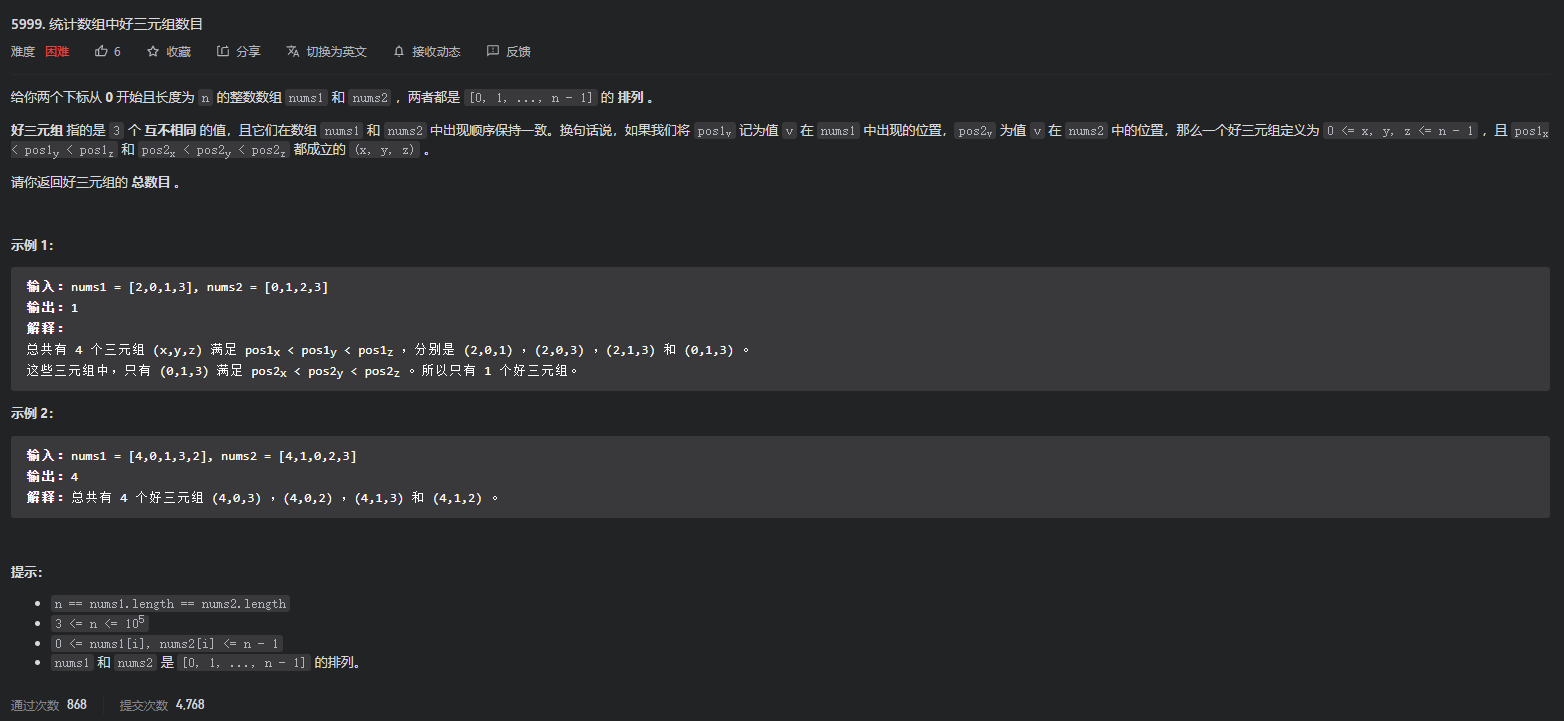 5999. 统计数组中好三元组数目
难度 困难 6 收藏 分享 切换为英文 接收动态 反馈
给你两个下标从 0 开始且长度为 n 的整数数组 nums1 和 nums2 ，两者都是 [0, 1, ..., n - 1] 的 排列 。
好三元组 指的是 3 个 互不相同 的值，且它们在数组 nums1 和 nums2 中出现顺序保持一致。换句话说，如果我们将 pos1v 记为值 v 在 nums1 中出现的位置，pos2v 为值 v 在 nums2 中的位置，那么一个好三元组定义为 0 <= x, y, z <= n - 1 ，且 pos1x
< pos1y < pos1z 和 pos2x < pos2y < pos2z 都成立的 (x, y, z) 。
请你返回好三元组的 总数目 。
示例 1：
输入：nums1 = [2,0,1,3], nums2 = [0,1,2,3]
输出：1
解释：
总共有 4 个三元组 (x,y,z) 满足 pos1x < pos1y < pos1z ，分别是 (2,0,1) ，(2,0,3) ，(2,1,3) 和 (0,1,3) 。
这些三元组中，只有 (0,1,3) 满足 pos2x < pos2y < pos2z 。所以只有 1 个好三元组。
示例 2：
输入：nums1 = [4,0,1,3,2], nums2 = [4,1,0,2,3]
输出：4
解释：总共有 4 个好三元组 (4,0,3) ，(4,0,2) ，(4,1,3) 和 (4,1,2) 。
提示：
n == nums1.length == nums2.length
3 <= n <= 10^5
0 <= nums1[i], nums2[i] <= n - 1
nums1 和 nums2 是 [0, 1, ..., n - 1] 的排列。
通过次数 868 提交次数 4,768